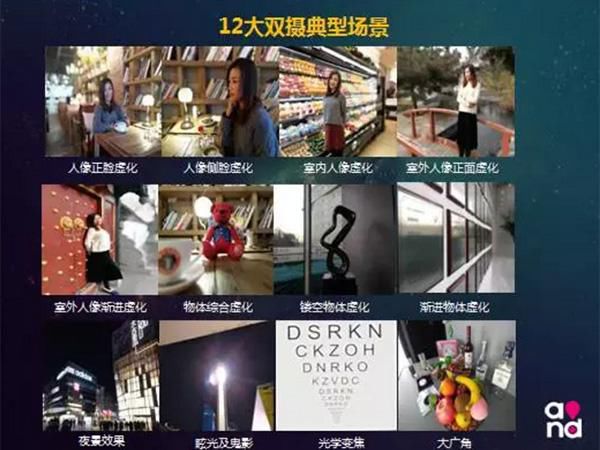 12大双摄典型场景
人像正脸虚化
人像侧脸虚化
室内人像虚化
室外人像正面虚化
室外人像渐进虚化
物体综合虚化
镂空物体虚化
渐进物体虚化
DSRKN
CKZOH
DNRKO
KZVDC
夜景效果
眩光及鬼影
光学变焦
大广角
and